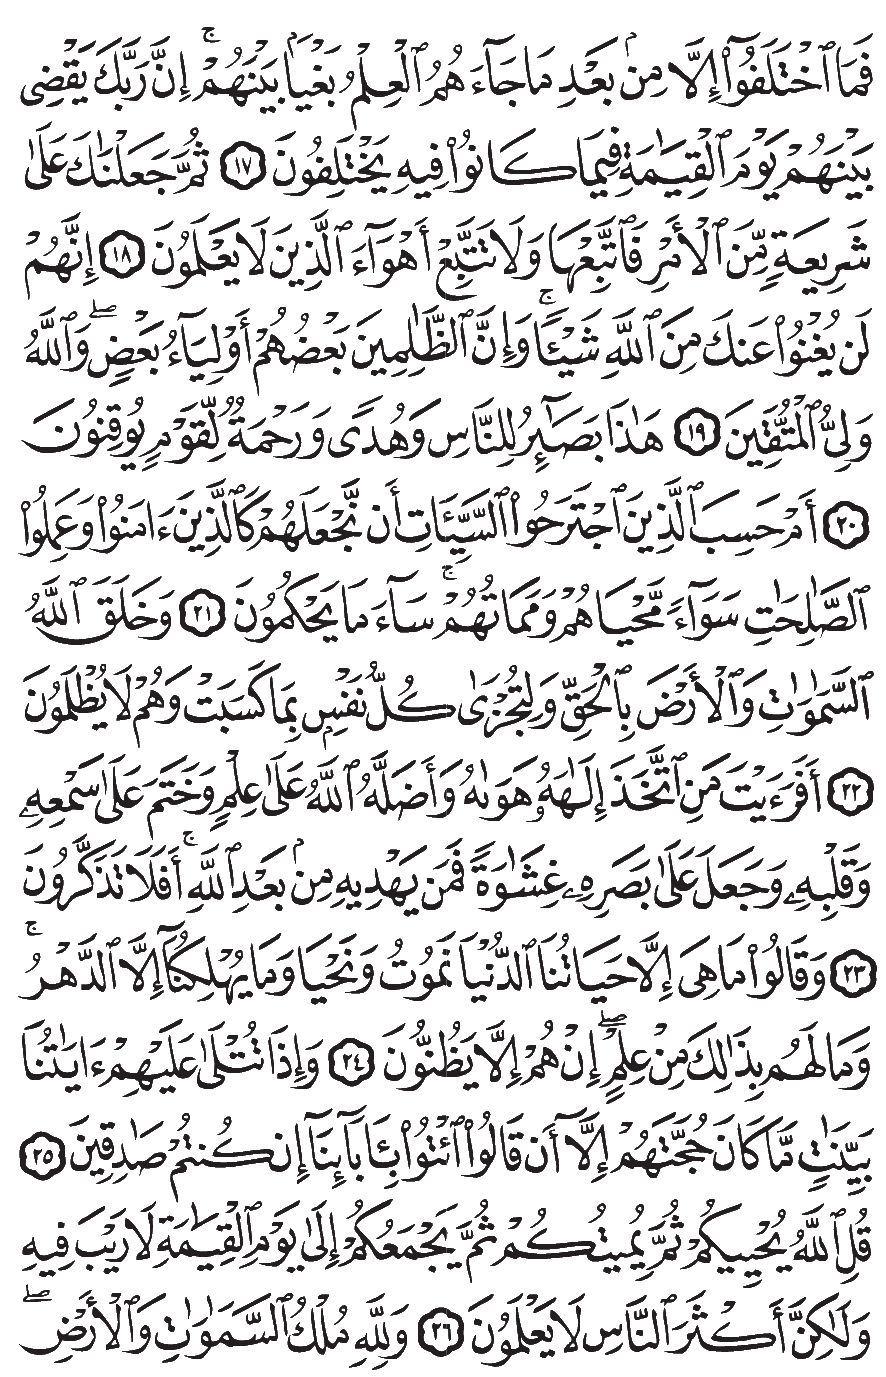 فَمَا ٱخْتَلَفُوٓا۟ إِلَّا مِنۢ بَعْدِ مَا جَآءَهُمُ ٱلْعِلْمُ بَغْيًۢا بَيْنَهُمْ ۚ إِنَّ رَبَّكَ يَقْضِى
بَيْنَهُمْ يَوْمَ ٱلْقِيَٰمَةِ فِيمَا كَانُوا۟ فِيهِ يَخْتَلِفُونَ ١٧ ثُمَّ جَعَلْنَٰكَ عَلَىٰ
شَرِيعَةٍ مِّنَ ٱلْأَمْرِ فَٱتَّبِعْهَا وَلَا تَتَّبِعْ أَهْوَآءَ ٱلَّذِينَ لَا يَعْلَمُونَ ١٨ إِنَّهُمْ
لَن يُغْنُوا۟ عَنكَ مِنَ ٱللَّهِ شَيْـًٔا ۚ وَإِنَّ ٱلظَّٰلِمِينَ بَعْضُهُمْ أَوْلِيَآءُ بَعْضٍ ۖ وَٱللَّهُ
وَلِىُّ ٱلْمُتَّقِينَ ١٩ هَٰذَا بَصَٰٓئِرُ لِلنَّاسِ وَهُدًى وَرَحْمَةٌ لِّقَوْمٍ يُوقِنُونَ
٢٠ أَمْ حَسِبَ ٱلَّذِينَ ٱجْتَرَحُوا۟ ٱلسَّيِّـَٔاتِ أَن نَّجْعَلَهُمْ كَٱلَّذِينَ ءَامَنُوا۟ وَعَمِلُوا۟
ٱلصَّٰلِحَٰتِ سَوَآءً مَّحْيَاهُمْ وَمَمَاتُهُمْ ۚ سَآءَ مَا يَحْكُمُونَ ٢١ وَخَلَقَ ٱللَّهُ
ٱلسَّمَٰوَٰتِ وَٱلْأَرْضَ بِٱلْحَقِّ وَلِتُجْزَىٰ كُلُّ نَفْسٍۭ بِمَا كَسَبَتْ وَهُمْ لَا يُظْلَمُونَ
٢٢ أَفَرَءَيْتَ مَنِ ٱتَّخَذَ إِلَٰهَهُۥ هَوَىٰهُ وَأَضَلَّهُ ٱللَّهُ عَلَىٰ عِلْمٍ وَخَتَمَ عَلَىٰ سَمْعِهِۦ
وَقَلْبِهِۦ وَجَعَلَ عَلَىٰ بَصَرِهِۦ غِشَٰوَةً فَمَن يَهْدِيهِ مِنۢ بَعْدِ ٱللَّهِ ۚ أَفَلَا تَذَكَّرُونَ
٢٣ وَقَالُوا۟ مَا هِىَ إِلَّا حَيَاتُنَا ٱلدُّنْيَا نَمُوتُ وَنَحْيَا وَمَا يُهْلِكُنَآ إِلَّا ٱلدَّهْرُ ۚ
وَمَا لَهُم بِذَٰلِكَ مِنْ عِلْمٍ ۖ إِنْ هُمْ إِلَّا يَظُنُّونَ ٢٤ وَإِذَا تُتْلَىٰ عَلَيْهِمْ ءَايَٰتُنَا
بَيِّنَٰتٍ مَّا كَانَ حُجَّتَهُمْ إِلَّآ أَن قَالُوا۟ ٱئْتُوا۟ بِـَٔابَآئِنَآ إِن كُنتُمْ صَٰدِقِينَ ٢٥
قُلِ ٱللَّهُ يُحْيِيكُمْ ثُمَّ يُمِيتُكُمْ ثُمَّ يَجْمَعُكُمْ إِلَىٰ يَوْمِ ٱلْقِيَٰمَةِ لَا رَيْبَ فِيهِ
وَلَٰكِنَّ أَكْثَرَ ٱلنَّاسِ لَا يَعْلَمُونَ ٢٦ وَلِلَّهِ مُلْكُ ٱلسَّمَٰوَٰتِ وَٱلْأَرْضِ ۖ